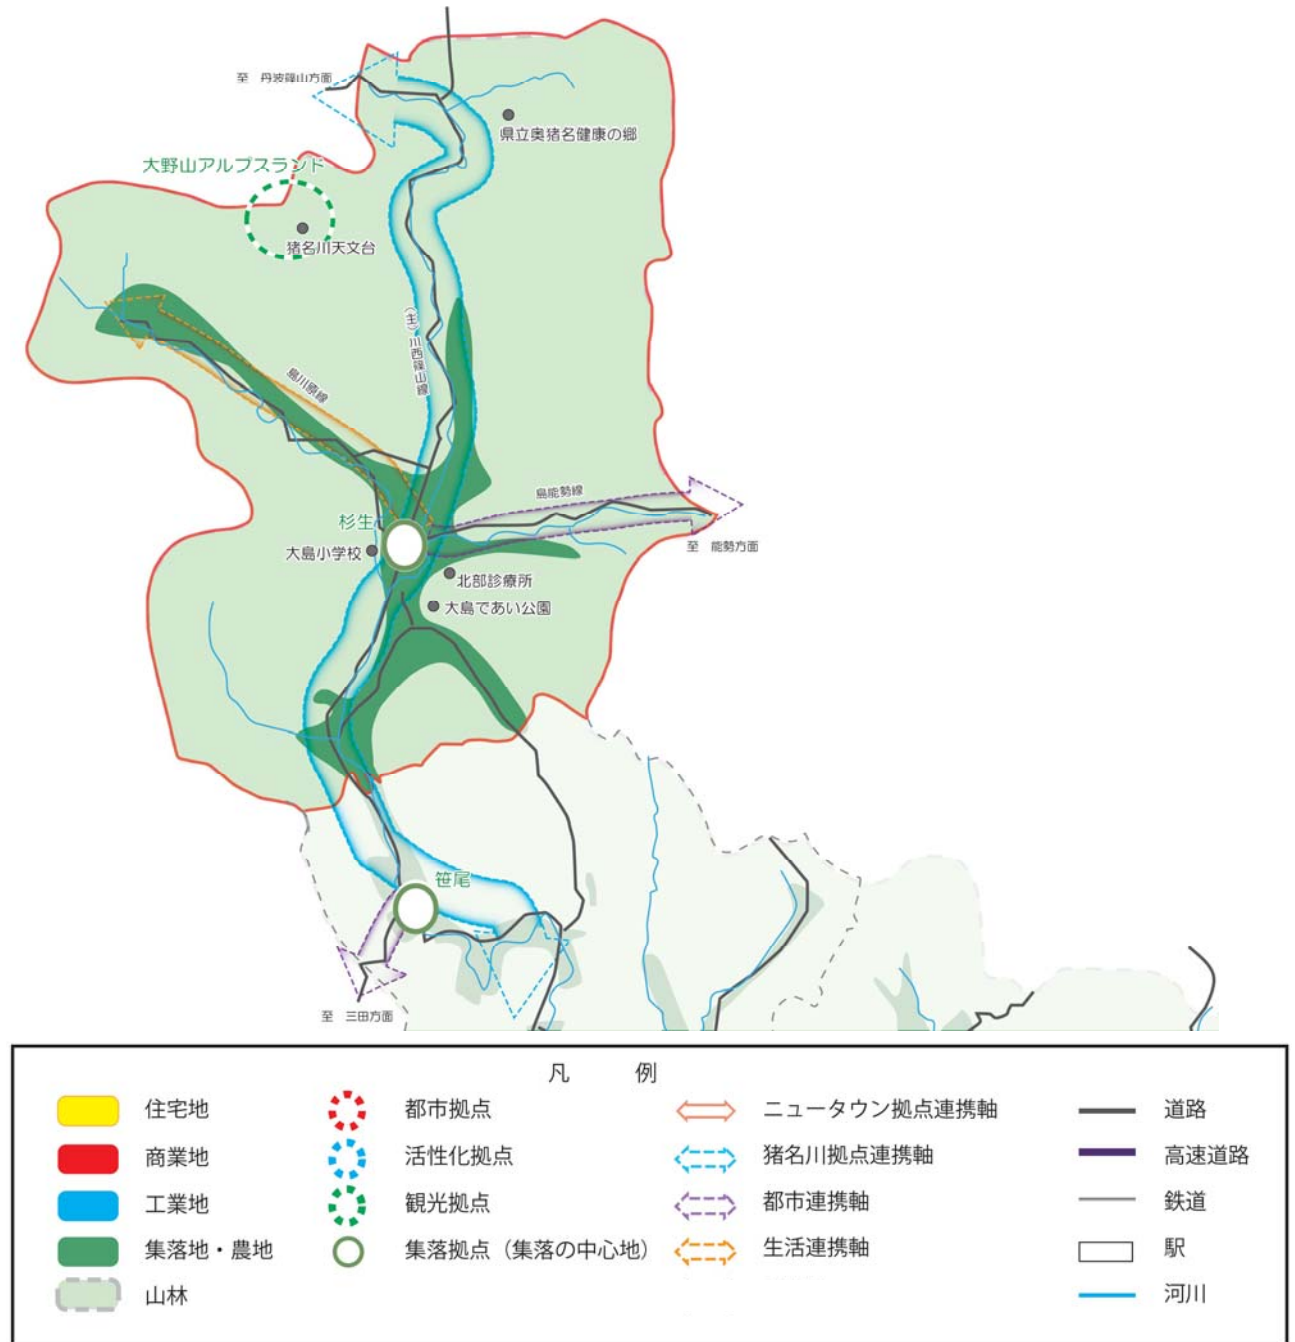 至 丹波篠山方面
県立奥猪名健康の郷
大野山アルプスランド
猪名川天文台
(主)川西篠山線
島川原線
島能勢線
杉生
至 能勢方面
大島小学校
北部診療所
大島であい公園
笹尾
至 三田方面
凡 例
住宅地
都市拠点
ニュータウン拠点連携軸
道路
商業地
活性化拠点
猪名川拠点連携軸
高速道路
工業地
観光拠点
都市連携軸
鉄道
集落地・農地
集落拠点（集落の中心地）
生活連携軸
駅
山林
河川